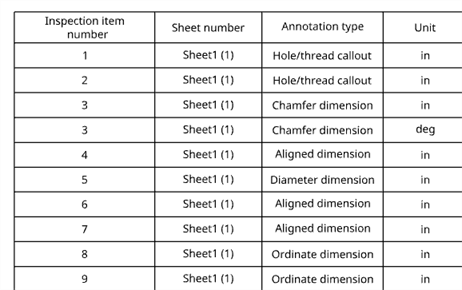 Inspection item number Sheet number Annotation type Unit
1 Sheet1 (1) Hole/thread callout in
2 Sheet1 (1) Hole/thread callout in
3 Sheet1 (1) Chamfer dimension in
3 Sheet1 (1) Chamfer dimension deg
4 Sheet1 (1) Aligned dimension in
5 Sheet1 (1) Diameter dimension in
6 Sheet1 (1) Aligned dimension in
7 Sheet1 (1) Aligned dimension in
8 Sheet1 (1) Ordinate dimension in
9 Sheet1 (1) Ordinate dimension in